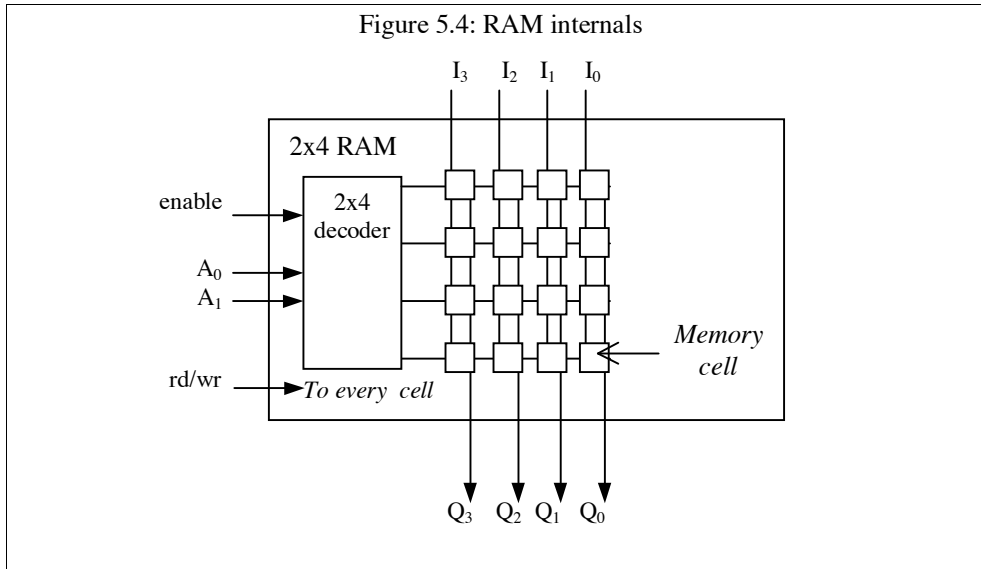 Figure 5.4: RAM internals
I₃ I₂ I₁ I₀
2x4 RAM
enable
2x4
decoder
A₀
A₁
Memory
cell
rd/wr
To every cell
Q₃ Q₂ Q₁ Q₀